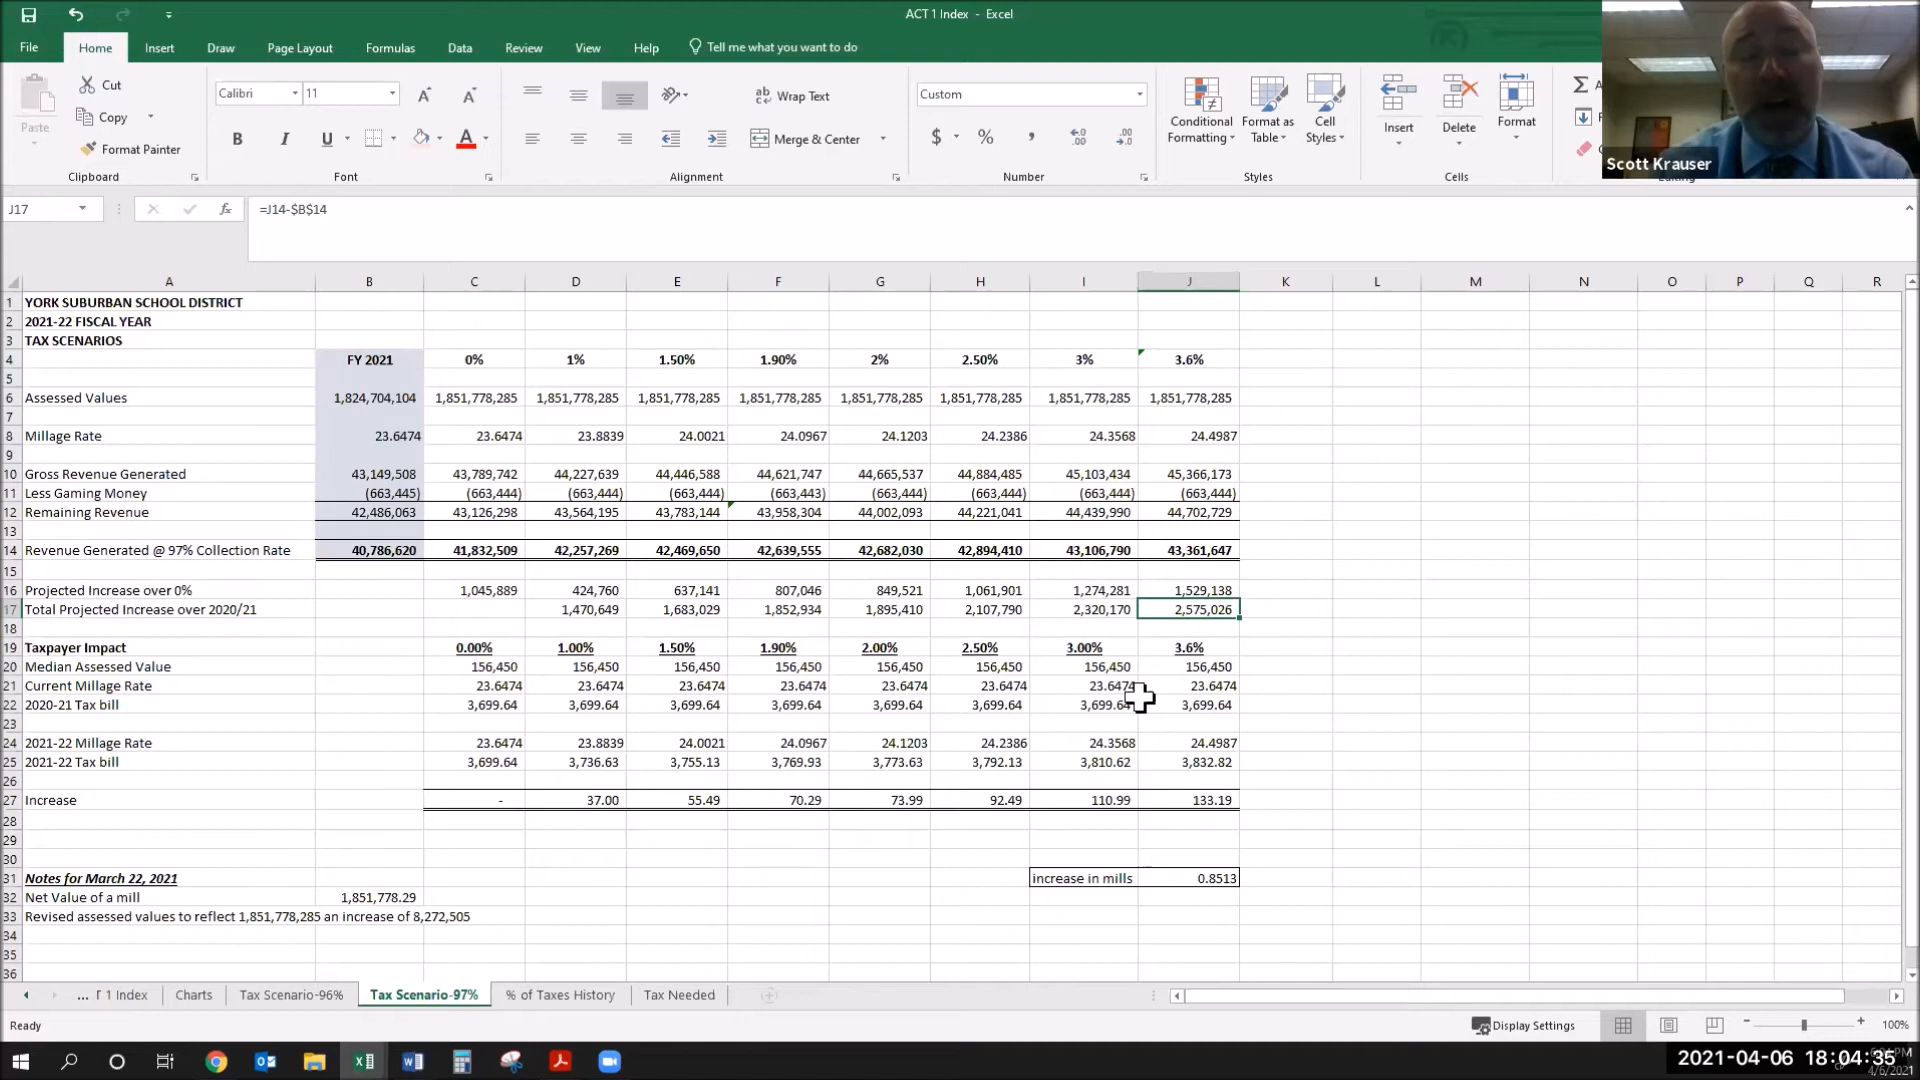 ACT 1 Index - Excel
File Home Insert Draw Page Layout Formulas Data Review View Help Tell me what you want to do
Paste
Cut
Copy
Format Painter
Clipboard
Calibri 11
Font
Wrap Text
Merge & Center
Alignment
Custom
Number
Conditional Formatting
Format as Table
Cell Styles
Styles
Insert Delete Format
Cells
Scott Krauser
J17 =J14-$B$14
A B C D E F G H I J K L M N O P Q R
1 YORK SUBURBAN SCHOOL DISTRICT
2 2021-22 FISCAL YEAR
3 TAX SCENARIOS
4 FY 2021 0% 1% 1.50% 1.90% 2% 2.50% 3% 3.6%
5
6 Assessed Values 1,824,704,104 1,851,778,285 1,851,778,285 1,851,778,285 1,851,778,285 1,851,778,285 1,851,778,285 1,851,778,285 1,851,778,285
7
8 Millage Rate 23.6474 23.6474 23.8839 24.0021 24.0967 24.1203 24.2386 24.3568 24.4987
9
10 Gross Revenue Generated 43,149,508 43,789,742 44,227,639 44,446,588 44,621,747 44,665,537 44,884,485 45,103,434 45,366,173
11 Less Gaming Money (663,445) (663,444) (663,444) (663,444) (663,443) (663,444) (663,444) (663,444) (663,444)
12 Remaining Revenue 42,486,063 43,126,298 43,564,195 43,783,144 43,958,304 44,002,093 44,221,041 44,439,990 44,702,729
13
14 Revenue Generated @ 97% Collection Rate 40,786,620 41,832,509 42,257,269 42,469,650 42,639,555 42,682,030 42,894,410 43,106,790 43,361,647
15
16 Projected Increase over 0% 1,045,889 424,760 637,141 807,046 849,521 1,061,901 1,274,281 1,529,138
17 Total Projected Increase over 2020/21 1,470,649 1,683,029 1,852,934 1,895,410 2,107,790 2,320,170 2,575,026
18
19 Taxpayer Impact 0.00% 1.00% 1.50% 1.90% 2.00% 2.50% 3.00% 3.6%
20 Median Assessed Value 156,450 156,450 156,450 156,450 156,450 156,450 156,450 156,450
21 Current Millage Rate 23.6474 23.6474 23.6474 23.6474 23.6474 23.6474 23.6474 23.6474
22 2020-21 Tax bill 3,699.64 3,699.64 3,699.64 3,699.64 3,699.64 3,699.64 3,699.64 3,699.64
23
24 2021-22 Millage Rate 23.6474 23.8839 24.0021 24.0967 24.1203 24.2386 24.3568 24.4987
25 2021-22 Tax bill 3,699.64 3,736.63 3,755.13 3,769.93 3,773.63 3,792.13 3,810.62 3,832.82
26
27 Increase - 37.00 55.49 70.29 73.99 92.49 110.99 133.19
28
29
30
31 Notes for March 22, 2021 increase in mills 0.8513
32 Net Value of a mill 1,851,778.29
33 Revised assessed values to reflect 1,851,778,285 an increase of 8,272,505
34
35
36
... T 1 Index Charts Tax Scenario-96% Tax Scenario-97% % of Taxes History Tax Needed
Ready Display Settings 100%
2021-04-06 18:04:35
4/6/2021